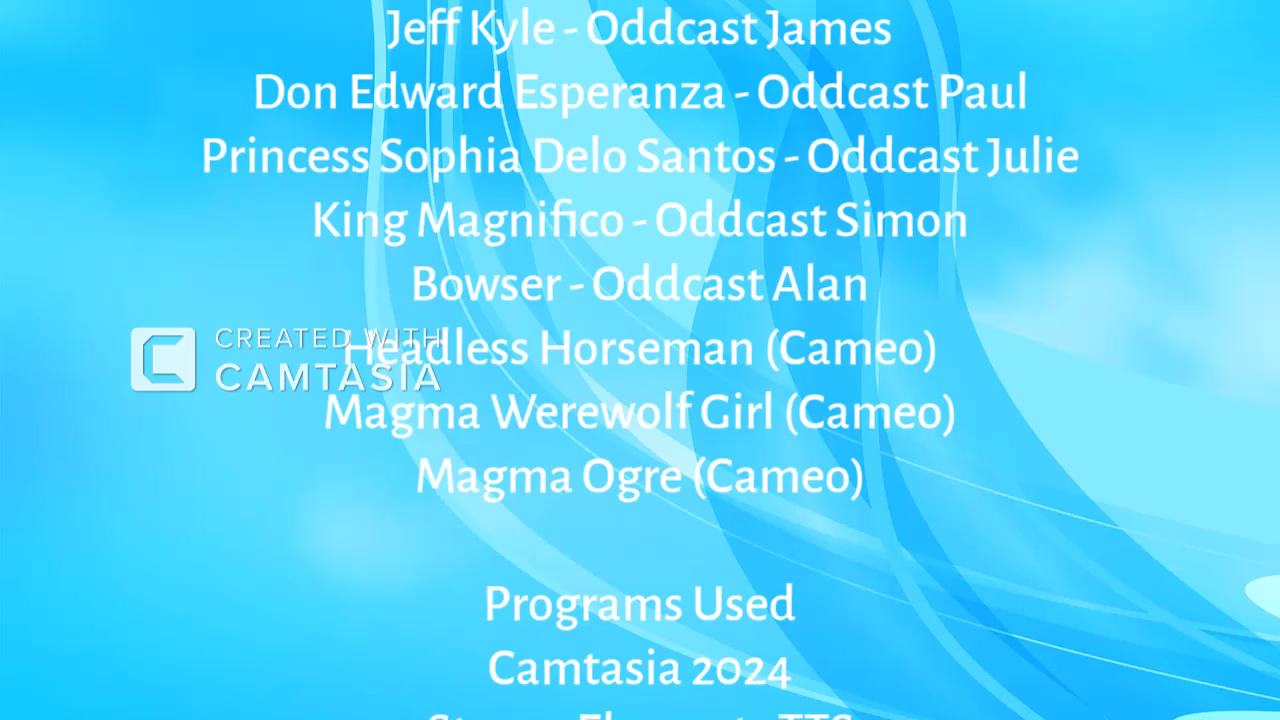 Jeff Kyle - Oddcast James
Don Edward Esperanza - Oddcast Paul
Princess Sophia Delo Santos - Oddcast Julie
King Magnifico - Oddcast Simon
Bowser - Oddcast Alan
CREATED WITH
CAMTASIA
Headless Horseman (Cameo)
Magma Werewolf Girl (Cameo)
Magma Ogre (Cameo)
Programs Used
Camtasia 2024